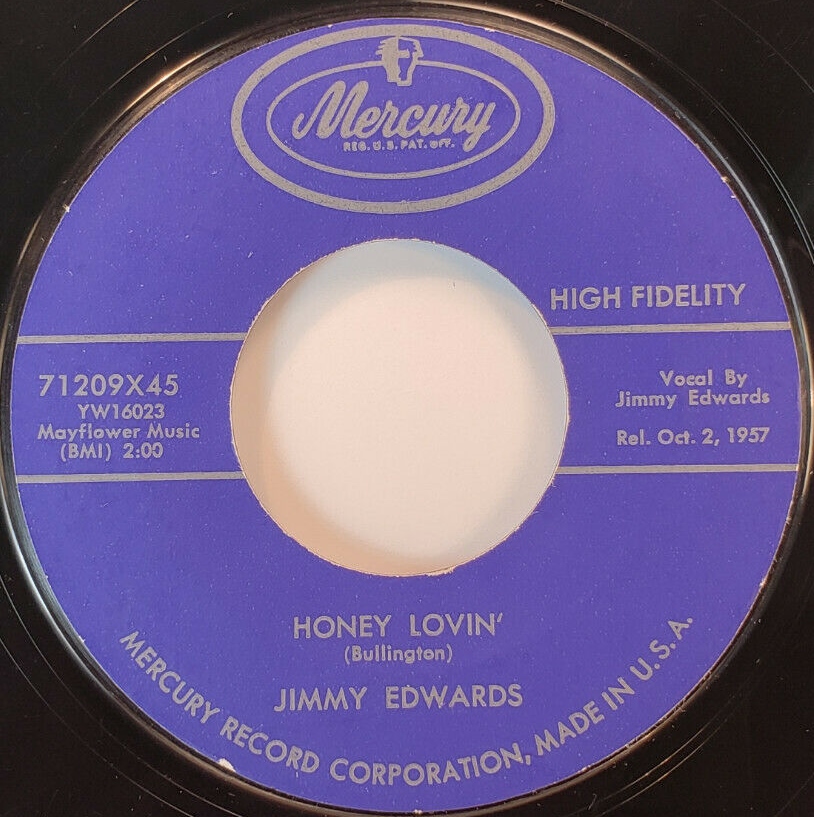 Mercury
REG. U.S. PAT. OFF.
HIGH FIDELITY
71209X45
YW16023
Mayflower Music
(BMI) 2:00
Vocal By
Jimmy Edwards
Rel. Oct. 2, 1957
HONEY LOVIN'
(Bullington)
JIMMY EDWARDS
MERCURY RECORD CORPORATION, MADE IN U.S.A.